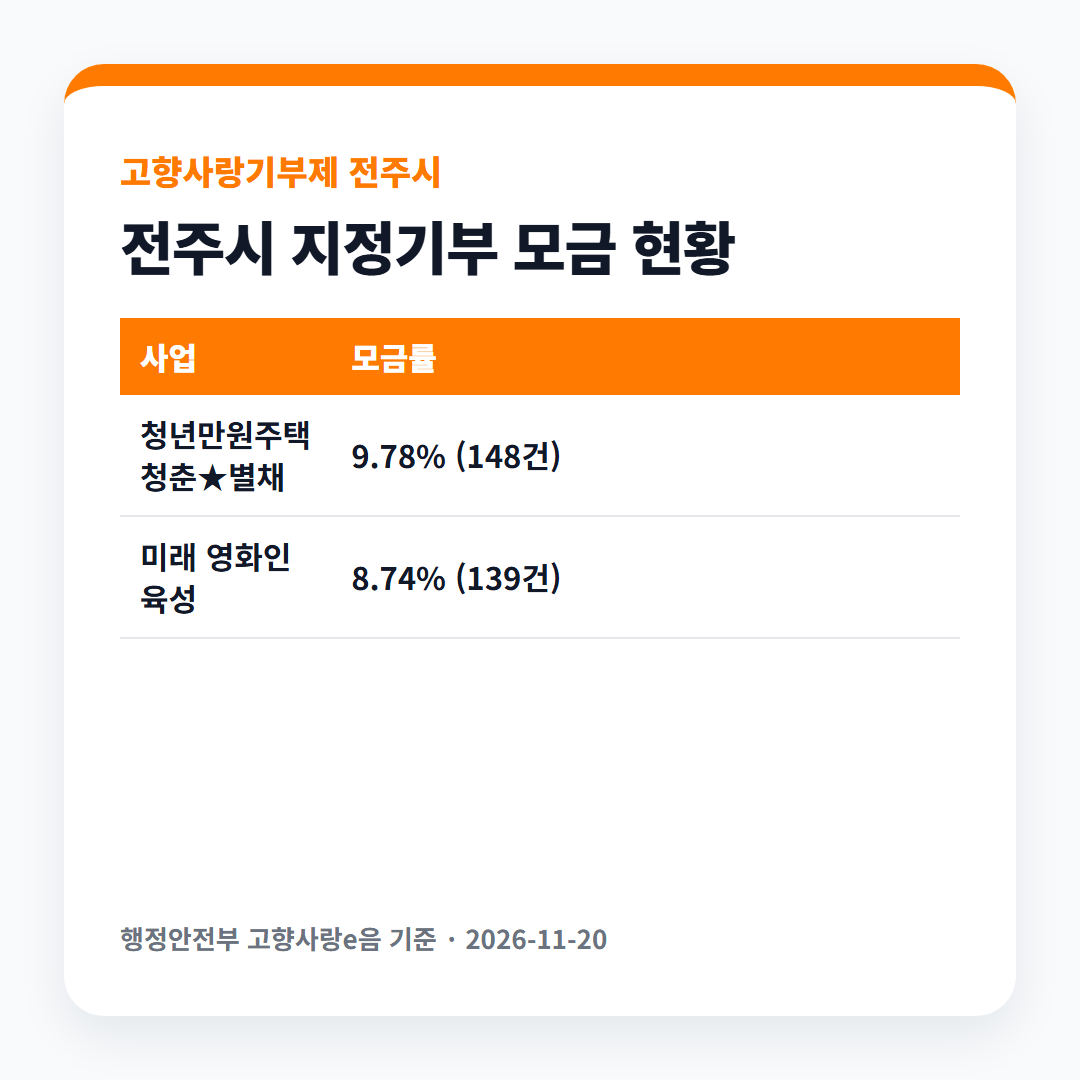 고향사랑기부제 전주시
전주시 지정기부 모금 현황
사업 모금률
청년만원주택
청춘★별채
9.78% (148건)
미래 영화인
육성
8.74% (139건)
행정안전부 고향사랑e음 기준 · 2026-11-20